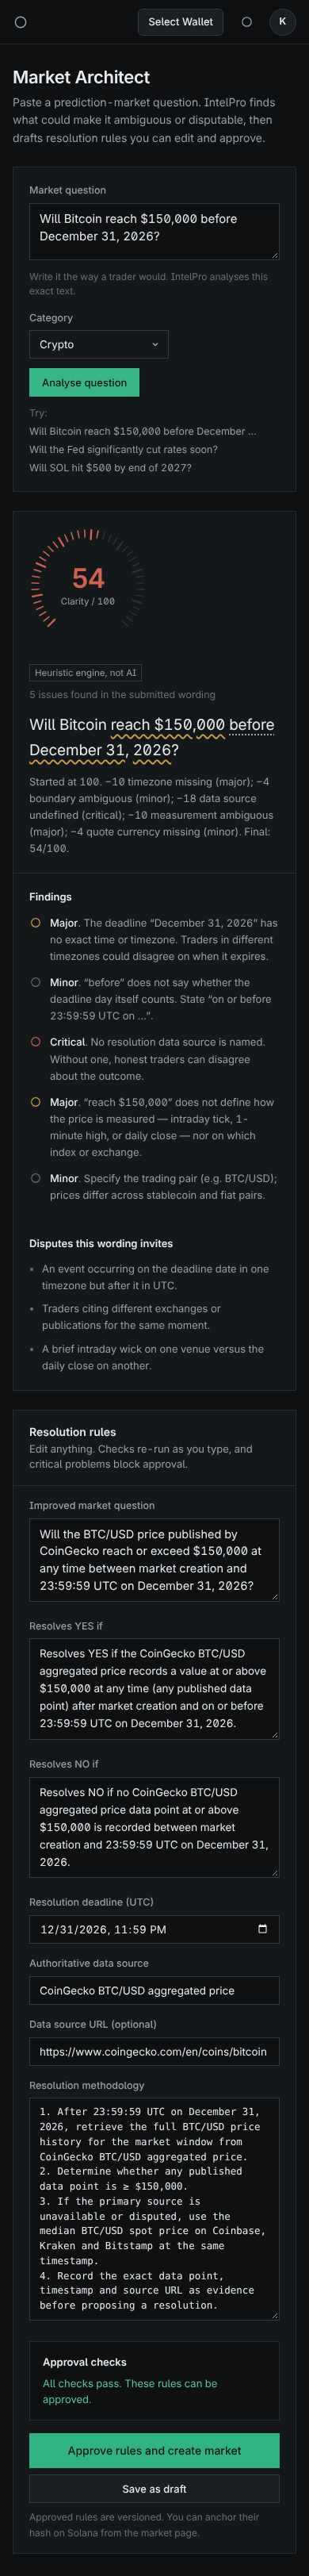 Select Wallet
K
Market Architect
Paste a prediction-market question. IntelPro finds
what could make it ambiguous or disputable, then
drafts resolution rules you can edit and approve.
Market question
Will Bitcoin reach $150,000 before
December 31, 2026?
Write it the way a trader would. IntelPro analyses this
exact text.
Category
Crypto
Analyse question
Try:
Will Bitcoin reach $150,000 before December ...
Will the Fed significantly cut rates soon?
Will SOL hit $500 by end of 2027?
54
Clarity / 100
Heuristic engine, not AI
5 issues found in the submitted wording
Will Bitcoin reach $150,000 before
December 31, 2026?
Started at 100. −10 timezone missing (major); −4
boundary ambiguous (minor); −18 data source
undefined (critical); −10 measurement ambiguous
(major); −4 quote currency missing (minor). Final:
54/100.
Findings
Major. The deadline “December 31, 2026” has
no exact time or timezone. Traders in different
timezones could disagree on when it expires.
Minor. “before” does not say whether the
deadline day itself counts. State “on or before
23:59:59 UTC on …”.
Critical. No resolution data source is named.
Without one, honest traders can disagree
about the outcome.
Major. “reach $150,000” does not define how
the price is measured — intraday tick, 1-
minute high, or daily close — nor on which
index or exchange.
Minor. Specify the trading pair (e.g. BTC/USD);
prices differ across stablecoin and fiat pairs.
Disputes this wording invites
• An event occurring on the deadline date in one
timezone but after it in UTC.
• Traders citing different exchanges or
publications for the same moment.
• A brief intraday wick on one venue versus the
daily close on another.
Resolution rules
Edit anything. Checks re-run as you type, and
critical problems block approval.
Improved market question
Will the BTC/USD price published by
CoinGecko reach or exceed $150,000 at
any time between market creation and
23:59:59 UTC on December 31, 2026?
Resolves YES if
Resolves YES if the CoinGecko BTC/USD
aggregated price records a value at or above
$150,000 at any time (any published data
point) after market creation and on or before
23:59:59 UTC on December 31, 2026.
Resolves NO if
Resolves NO if no CoinGecko BTC/USD
aggregated price data point at or above
$150,000 is recorded between market
creation and 23:59:59 UTC on December 31,
2026.
Resolution deadline (UTC)
12/31/2026, 11:59 PM
Authoritative data source
CoinGecko BTC/USD aggregated price
Data source URL (optional)
https://www.coingecko.com/en/coins/bitcoin
Resolution methodology
1. After 23:59:59 UTC on December 31,
2026, retrieve the full BTC/USD price
history for the market window from
CoinGecko BTC/USD aggregated price.
2. Determine whether any published
data point is ≥ $150,000.
3. If the primary source is
unavailable or disputed, use the
median BTC/USD spot price on Coinbase,
Kraken and Bitstamp at the same
timestamp.
4. Record the exact data point,
timestamp and source URL as evidence
before proposing a resolution.
Approval checks
All checks pass. These rules can be
approved.
Approve rules and create market
Save as draft
Approved rules are versioned. You can anchor their
hash on Solana from the market page.